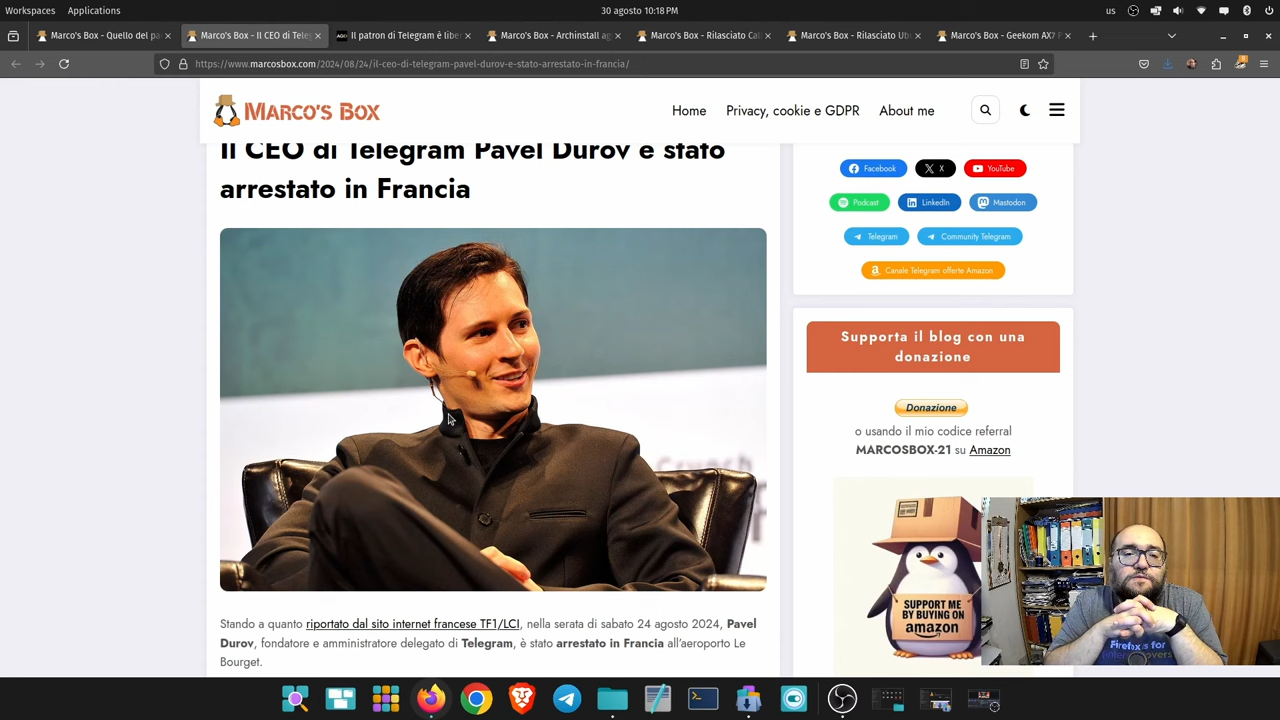 Workspaces Applications 30 agosto 10:18 PM us
Marco's Box - Quello del pa Marco's Box - Il CEO di Teleg Il patron di Telegram è liber Marco's Box - Archinstall ag Marco's Box - Rilasciato Cal Marco's Box - Rilasciato Ub Marco's Box - Geekom AX7 P
https://www.marcosbox.com/2024/08/24/il-ceo-di-telegram-pavel-durov-e-stato-arrestato-in-francia/
Marco's Box Home Privacy, cookie e GDPR About me
Il CEO di Telegram Pavel Durov è stato
arrestato in Francia
Facebook X YouTube
Podcast LinkedIn Mastodon
Telegram Community Telegram
Canale Telegram offerte Amazon
Supporta il blog con una
donazione
Donazione
o usando il mio codice referral
MARCOSBOX-21 su Amazon
SUPPORT ME
BY BUYING ON
amazon
Stando a quanto riportato dal sito internet francese TF1/LCI, nella serata di sabato 24 agosto 2024, Pavel
Durov, fondatore e amministratore delegato di Telegram, è stato arrestato in Francia all'aeroporto Le
Bourget.
Firefox is for